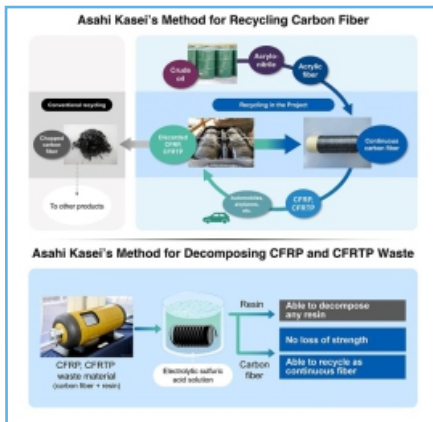 Asahi Kasei's Method for Recycling Carbon Fiber
Crude
oil
Acrylo-
nitrile
Acrylic
fiber
Conventional recycling
Recycling in the Project
Chopped
carbon
fiber
Discarded
CFRP,
CFRTP
Continuous
carbon fiber
To other
products
Automobiles,
airplanes,
etc.
CFRP,
CFRTP
Asahi Kasei's Method for Decomposing CFRP and CFRTP Waste
CFRP, CFRTP
waste material
(carbon fiber + resin)
Electrolytic sulfuric
acid solution
Resin
Carbon
fiber
Able to decompose
any resin
No loss of strength
Able to recycle as
continuous fiber